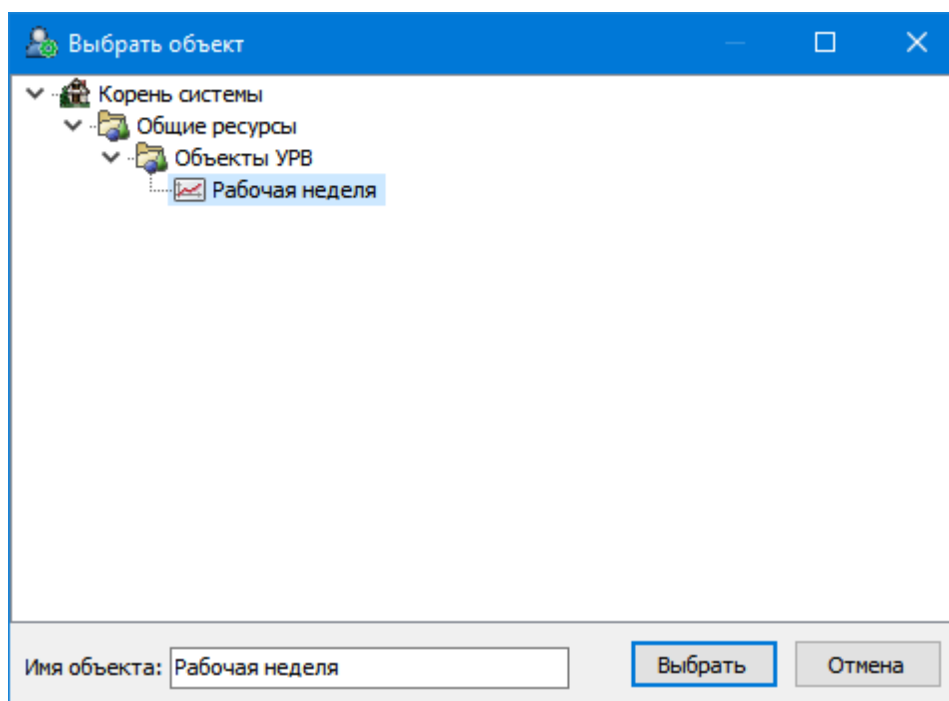 Выбрать объект
Корень системы
Общие ресурсы
Объекты УРВ
Рабочая неделя
Имя объекта: Рабочая неделя Выбрать Отмена